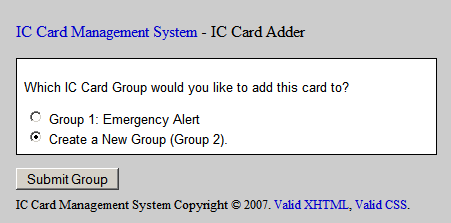 IC Card Management System - IC Card Adder
Which IC Card Group would you like to add this card to?
Group 1: Emergency Alert
Create a New Group (Group 2).
Submit Group
IC Card Management System Copyright © 2007. Valid XHTML, Valid CSS.